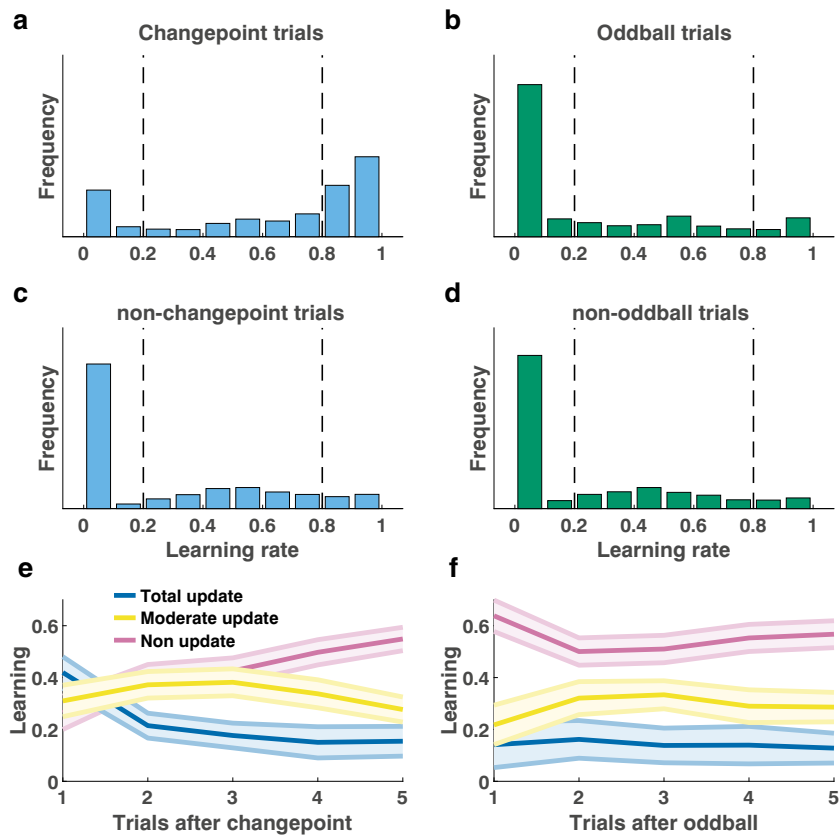 a
Changepoint trials
Frequency
0 0.2 0.4 0.6 0.8 1
b
Oddball trials
Frequency
0 0.2 0.4 0.6 0.8 1
c
non-changepoint trials
Frequency
0 0.2 0.4 0.6 0.8 1
Learning rate
d
non-oddball trials
Frequency
0 0.2 0.4 0.6 0.8 1
Learning rate
e
Total update
Moderate update
Non update
Learning
0.6
0.4
0.2
0
1 2 3 4 5
Trials after changepoint
f
Learning
0.6
0.4
0.2
0
1 2 3 4 5
Trials after oddball